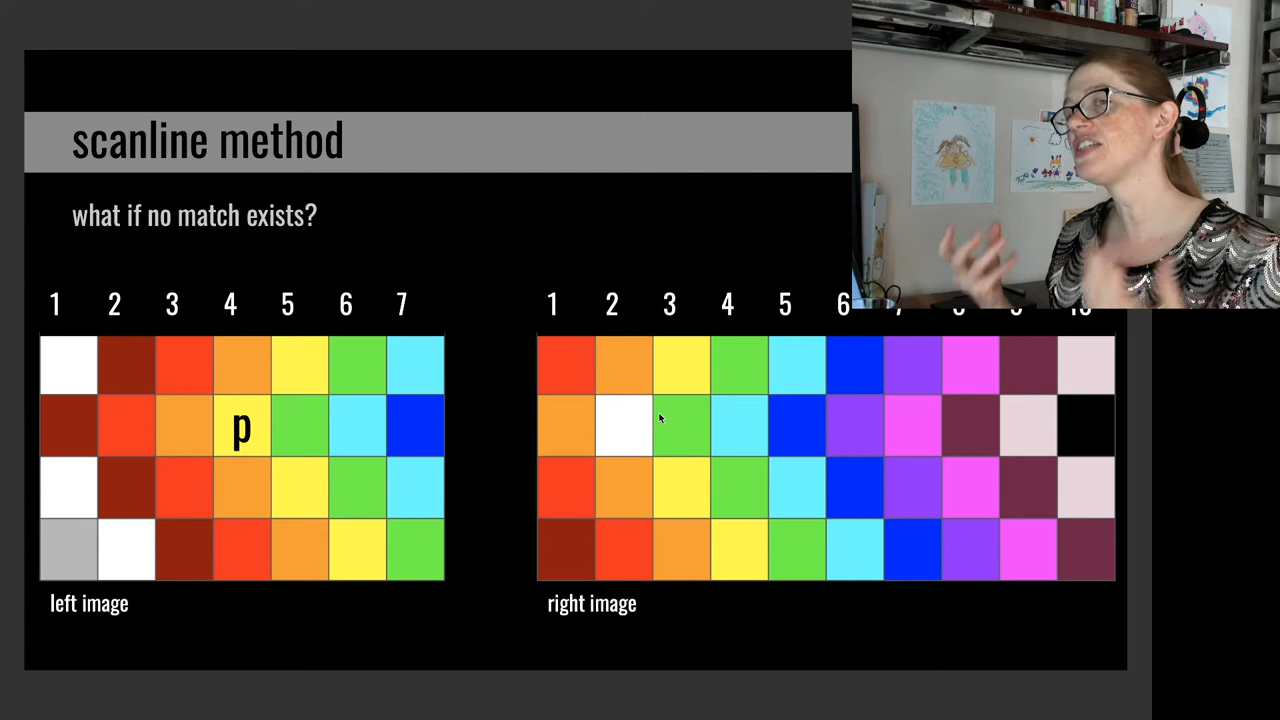 scanline method
what if no match exists?
1 2 3 4 5 6 7
1 2 3 4 5 6
p
left image
right image